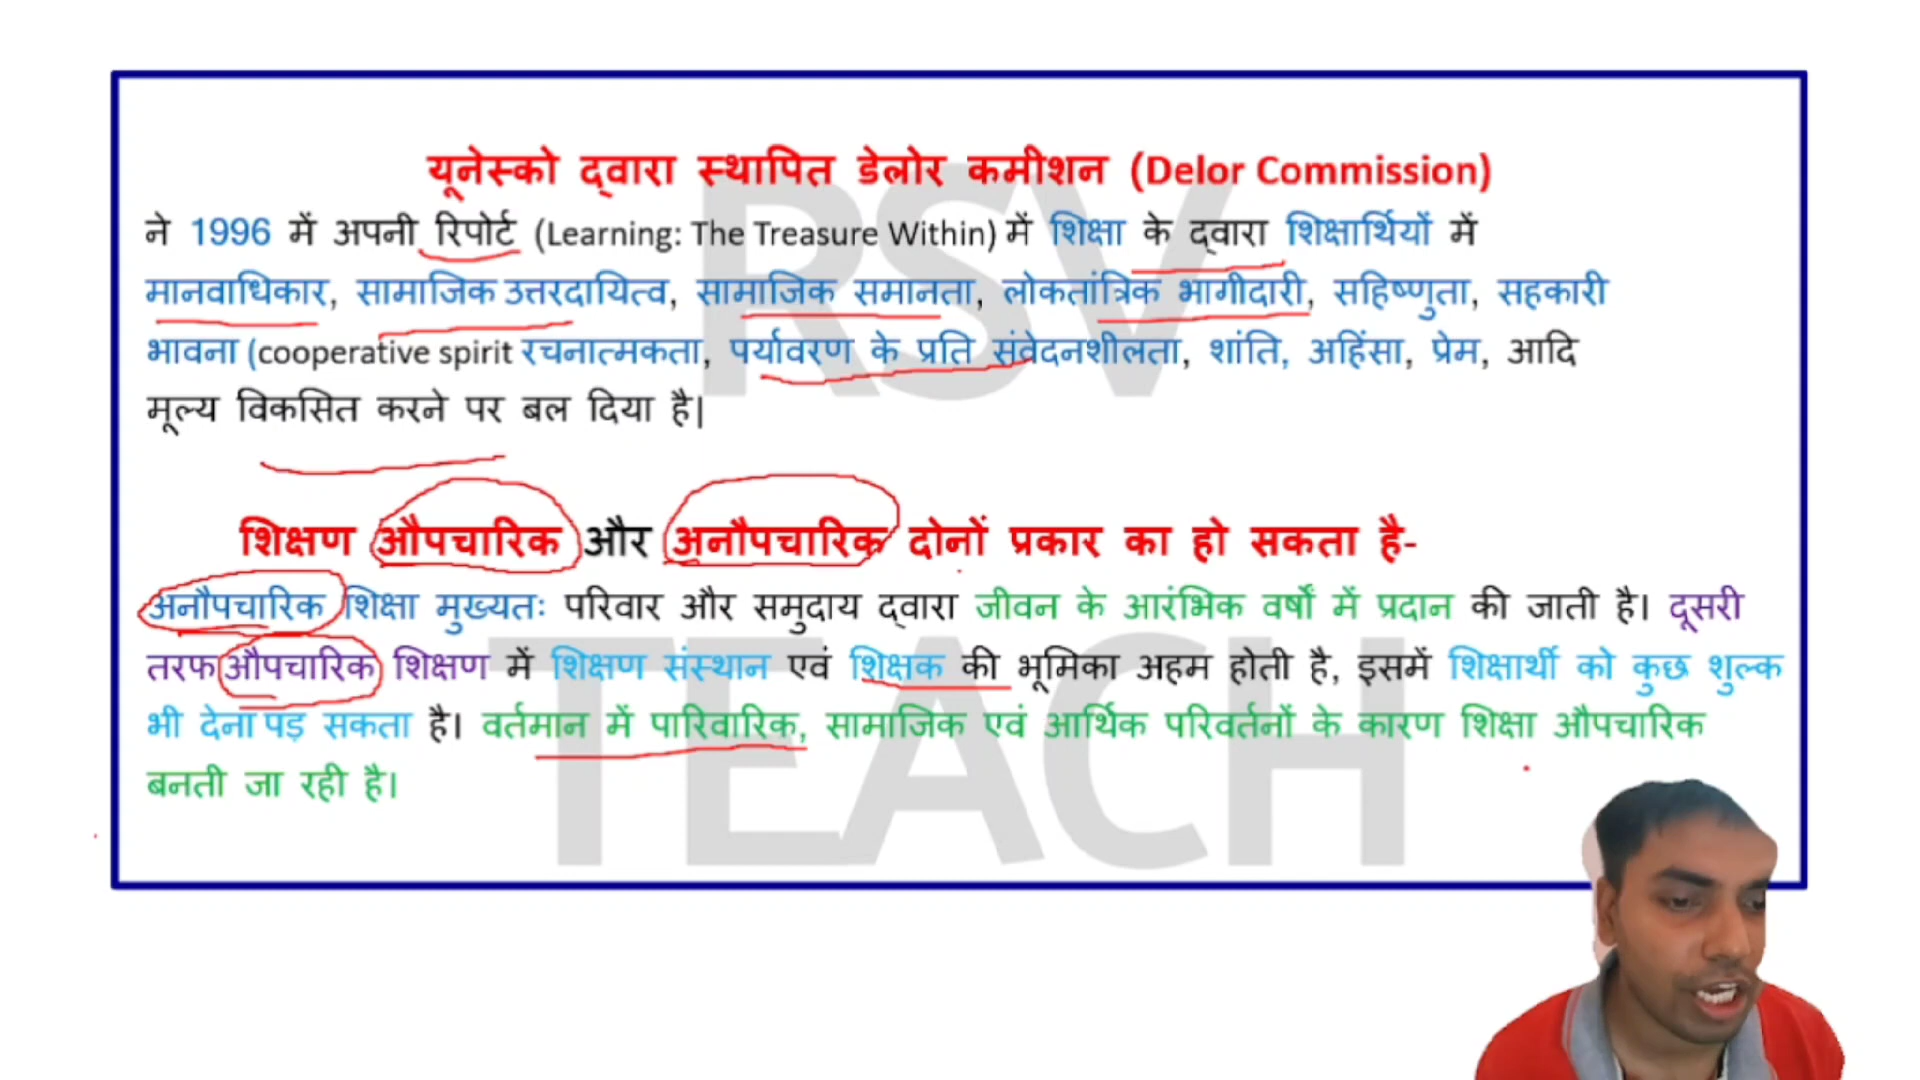 यूनेस्को द्वारा स्थापित डेलोर कमीशन (Delor Commission)
ने 1996 में अपनी रिपोर्ट (Learning: The Treasure Within) में शिक्षा के द्वारा शिक्षार्थियों में
मानवाधिकार, सामाजिक उत्तरदायित्व, सामाजिक समानता, लोकतांत्रिक भागीदारी, सहिष्णुता, सहकारी
भावना (cooperative spirit रचनात्मकता, पर्यावरण के प्रति संवेदनशीलता, शांति, अहिंसा, प्रेम, आदि
मूल्य विकसित करने पर बल दिया है|
शिक्षण औपचारिक और अनौपचारिक दोनों प्रकार का हो सकता है-
अनौपचारिक शिक्षा मुख्यतः परिवार और समुदाय द्वारा जीवन के आरंभिक वर्षों में प्रदान की जाती है। दूसरी
तरफ औपचारिक शिक्षण में शिक्षण संस्थान एवं शिक्षक की भूमिका अहम होती है, इसमें शिक्षार्थी को कुछ शुल्क
भी देना पड़ सकता है। वर्तमान में पारिवारिक, सामाजिक एवं आर्थिक परिवर्तनों के कारण शिक्षा औपचारिक
बनती जा रही है।
RSV
TEACH